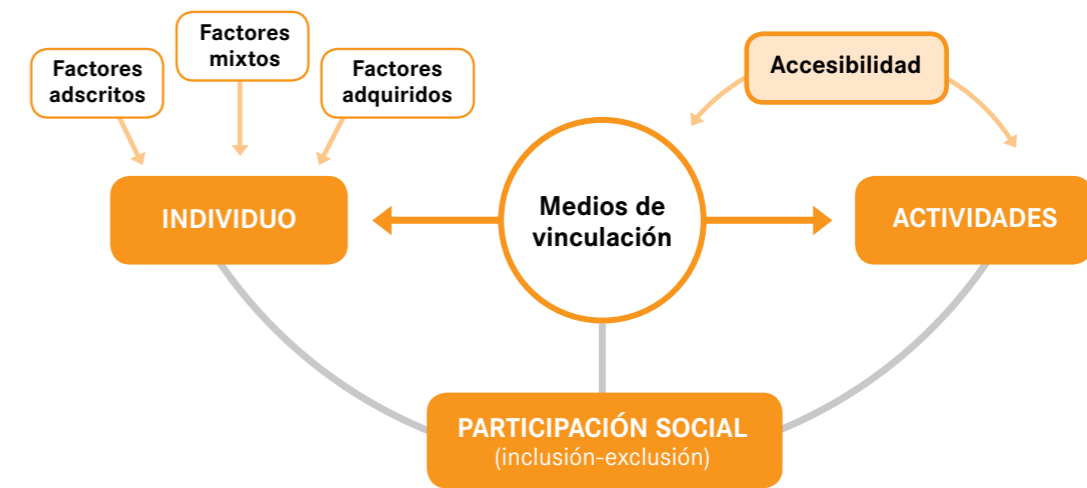 Factores
adscritos
Factores
mixtos
Factores
adquiridos
Accesibilidad
INDIVIDUO
Medios de
vinculación
ACTIVIDADES
PARTICIPACIÓN SOCIAL
(inclusión-exclusión)